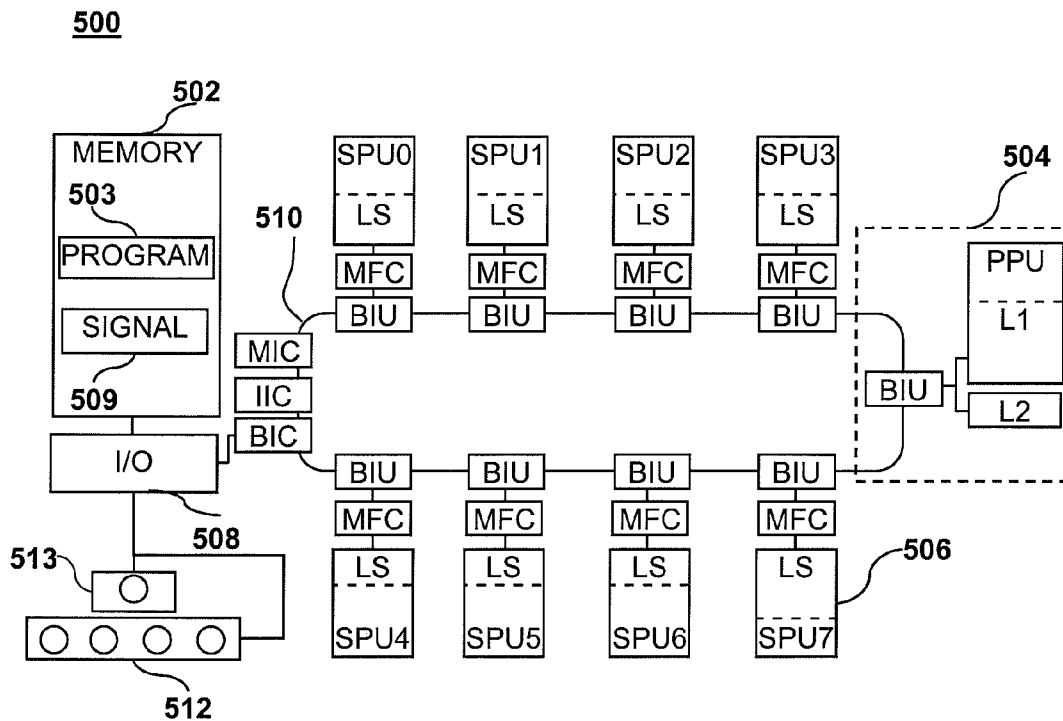 500
502
MEMORY
503
PROGRAM
SIGNAL
509
I/O
508
513
512
510
MIC
IIC
BIC
SPU0 SPU1 SPU2 SPU3
LS LS LS LS
MFC MFC MFC MFC
BIU BIU BIU BIU
504
PPU
L1
BIU
L2
BIU BIU BIU BIU
MFC MFC MFC MFC
LS LS LS LS
SPU4 SPU5 SPU6 SPU7
506